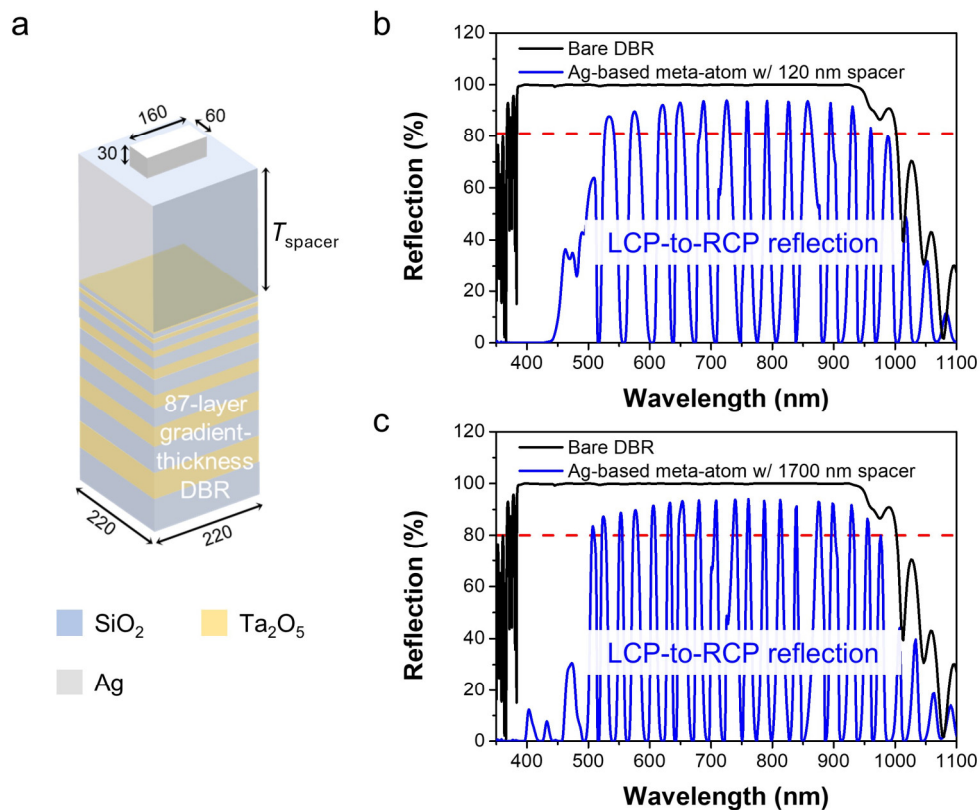 a
160
60
30
T_spacer
87-layer
gradient-
thickness
DBR
220
220
SiO₂
Ta₂O₅
Ag
b
120
100
80
60
40
20
0
Reflection (%)
Bare DBR
Ag-based meta-atom w/ 120 nm spacer
LCP-to-RCP reflection
400 500 600 700 800 900 1000 1100
Wavelength (nm)
c
120
100
80
60
40
20
0
Reflection (%)
Bare DBR
Ag-based meta-atom w/ 1700 nm spacer
LCP-to-RCP reflection
400 500 600 700 800 900 1000 1100
Wavelength (nm)